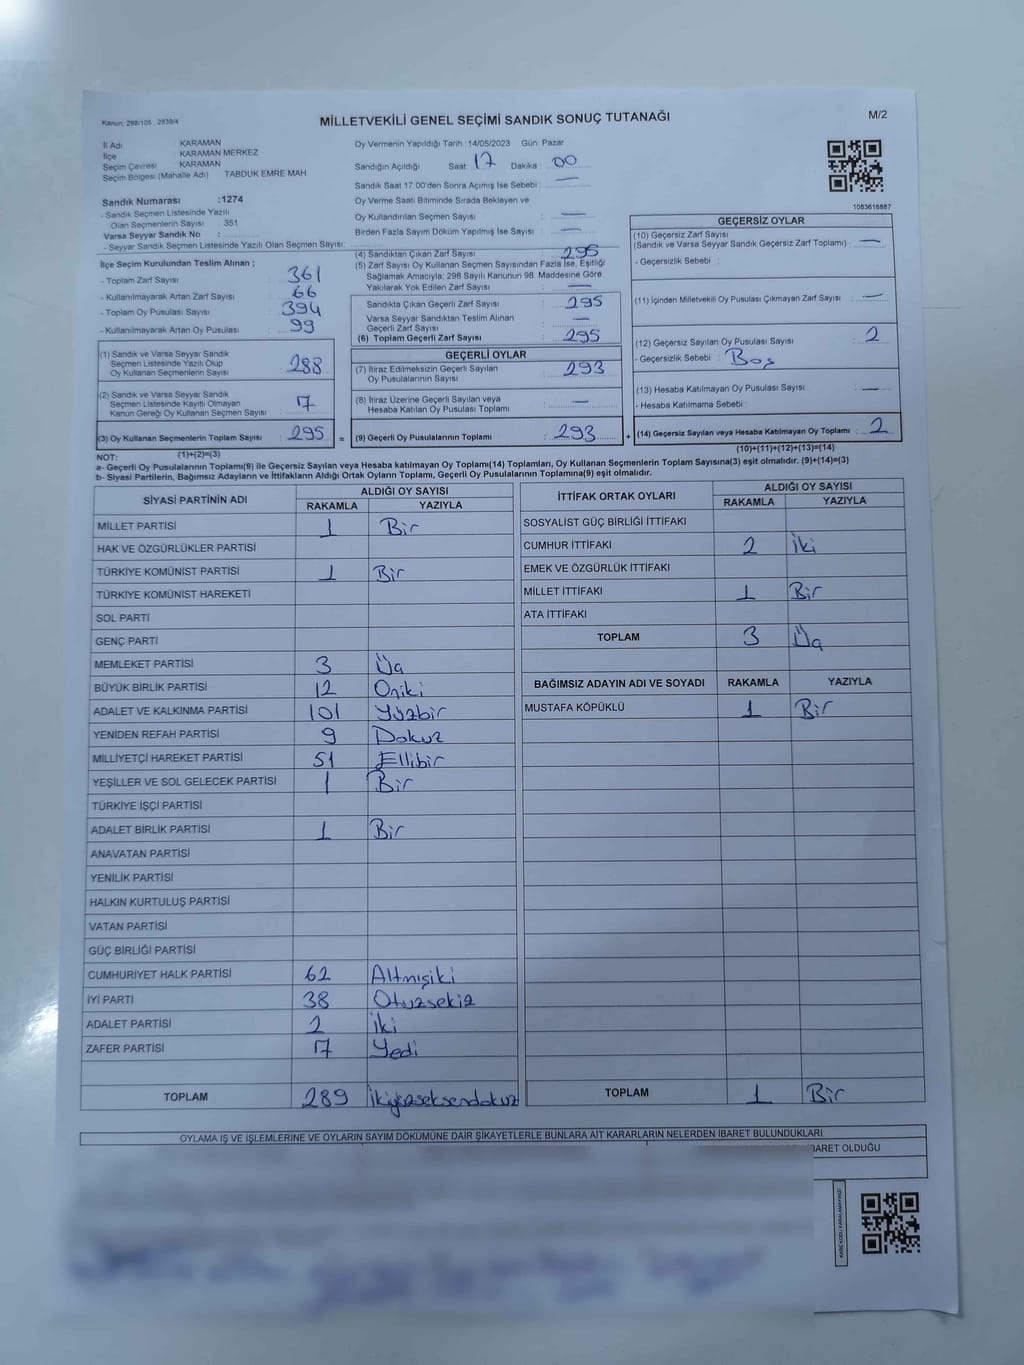 Kanun: 298/105 , 2839/4
MİLLETVEKİLİ GENEL SEÇİMİ SANDIK SONUÇ TUTANAĞI
M/2
İl Adı : KARAMAN
İlçe : KARAMAN MERKEZ
Seçim Çevresi : KARAMAN
Seçim Bölgesi (Mahalle Adı) : TABDUK EMRE MAH.
Sandık Numarası :1274
- Sandık Seçmen Listesinde Yazılı
Olan Seçmenlerin Sayısı : 351
Varsa Seyyar Sandık No :
- Seyyar Sandık Seçmen Listesinde Yazılı Olan Seçmen Sayısı:
Oy Vermenin Yapıldığı Tarih :14/05/2023 Gün: Pazar
Sandığın Açıldığı Saat: 17 Dakika : 00
Sandık Saat 17:00'den Sonra Açımış İse Sebebi : —
Oy Verme Saati Bitiminde Sırada Bekleyen ve
Oy Kullandırılan Seçmen Sayısı : —
Birden Fazla Sayım Döküm Yapılmış İse Sayısı : —
1083616887
İlçe Seçim Kurulundan Teslim Alınan ;
- Toplam Zarf Sayısı : 361
- Kullanılmayarak Artan Zarf Sayısı : 66
- Toplam Oy Pusulası Sayısı : 394
- Kullanılmayarak Artan Oy Pusulası : 99
(4) Sandıktan Çıkan Zarf Sayısı : 295
(5) Zarf Sayısı Oy Kullanan Seçmen Sayısından Fazla İse, Eşitliği
Sağlamak Amacıyla; 298 Sayılı Kanunun 98. Maddesine Göre
Yakılarak Yok Edilen Zarf Sayısı : —
Sandıkta Çıkan Geçerli Zarf Sayısı : 295
Varsa Seyyar Sandıktan Teslim Alınan
Geçerli Zarf Sayısı : —
(6) Toplam Geçerli Zarf Sayısı : 295
GEÇERSİZ OYLAR
(10) Geçersiz Zarf Sayısı
(Sandık ve Varsa Seyyar Sandık Geçersiz Zarf Toplamı) : —
- Geçersizlik Sebebi :
(11) İçinden Milletvekili Oy Pusulası Çıkmayan Zarf Sayısı : —
(12) Geçersiz Sayılan Oy Pusulası Sayısı : 2
- Geçersizlik Sebebi : Boş
(13) Hesaba Katılmayan Oy Pusulası Sayısı : —
- Hesaba Katılmama Sebebi :
(14) Geçersiz Sayılan veya Hesaba Katılmayan Oy Toplamı : 2
(10)+(11)+(12)+(13)=(14)
(1) Sandık ve Varsa Seyyar Sandık
Seçmen Listesinde Yazılı Olup
Oy Kullanan Seçmenlerin Sayısı : 288
(2) Sandık ve Varsa Seyyar Sandık
Seçmen Listesinde Kayıtlı Olmayan
Kanun Gereği Oy Kullanan Seçmen Sayısı : 7
(3) Oy Kullanan Seçmenlerin Toplam Sayısı : 295 =
(1)+(2)=(3)
GEÇERLİ OYLAR
(7) İtiraz Edilmeksizin Geçerli Sayılan
Oy Pusulalarının Sayısı : 293
(8) İtiraz Üzerine Geçerli Sayılan veya
Hesaba Katılan Oy Pusulası Toplamı : —
(9) Geçerli Oy Pusulalarının Toplamı : 293 +
NOT:
a- Geçerli Oy Pusulalarının Toplamı(9) ile Geçersiz Sayılan veya Hesaba katılmayan Oy Toplamı(14) Toplamları, Oy Kullanan Seçmenlerin Toplam Sayısına(3) eşit olmalıdır. (9)+(14)=(3)
b- Siyasi Partilerin, Bağımsız Adayların ve İttifakların Aldığı Ortak Oyların Toplamı, Geçerli Oy Pusulalarının Toplamına(9) eşit olmalıdır.
SİYASİ PARTİNİN ADI ALDIĞI OY SAYISI
RAKAMLA YAZIYLA
MİLLET PARTİSİ 1 Bir
HAK VE ÖZGÜRLÜKLER PARTİSİ
TÜRKİYE KOMÜNİST PARTİSİ 1 Bir
TÜRKİYE KOMÜNİST HAREKETİ
SOL PARTİ
GENÇ PARTİ
MEMLEKET PARTİSİ 3 Üç
BÜYÜK BİRLİK PARTİSİ 12 Oniki
ADALET VE KALKINMA PARTİSİ 101 Yüzbir
YENİDEN REFAH PARTİSİ 9 Dokuz
MİLLİYETÇİ HAREKET PARTİSİ 51 Ellibir
YEŞİLLER VE SOL GELECEK PARTİSİ 1 Bir
TÜRKİYE İŞÇİ PARTİSİ
ADALET BİRLİK PARTİSİ 1 Bir
ANAVATAN PARTİSİ
YENİLİK PARTİSİ
HALKIN KURTULUŞ PARTİSİ
VATAN PARTİSİ
GÜÇ BİRLİĞİ PARTİSİ
CUMHURİYET HALK PARTİSİ 62 Altmışiki
İYİ PARTİ 38 Otuzsekiz
ADALET PARTİSİ 2 İki
ZAFER PARTİSİ 7 Yedi
TOPLAM 289 İkiyüzseksendokuz
İTTİFAK ORTAK OYLARI ALDIĞI OY SAYISI
RAKAMLA YAZIYLA
SOSYALİST GÜÇ BİRLİĞİ İTTİFAKI
CUMHUR İTTİFAKI 2 İki
EMEK VE ÖZGÜRLÜK İTTİFAKI
MİLLET İTTİFAKI 1 Bir
ATA İTTİFAKI
TOPLAM 3 Üç
BAĞIMSIZ ADAYIN ADI VE SOYADI RAKAMLA YAZIYLA
MUSTAFA KÖPÜKLÜ 1 Bir
TOPLAM 1 Bir
OYLAMA İŞ VE İŞLEMLERİNE VE OYLARIN SAYIM DÖKÜMÜNE DAİR ŞİKAYETLERLE BUNLARA AİT KARARLARIN NELERDEN İBARET BULUNDUKLARI
BARET OLDUĞU
KARE KODU KARALAMAYINIZ!